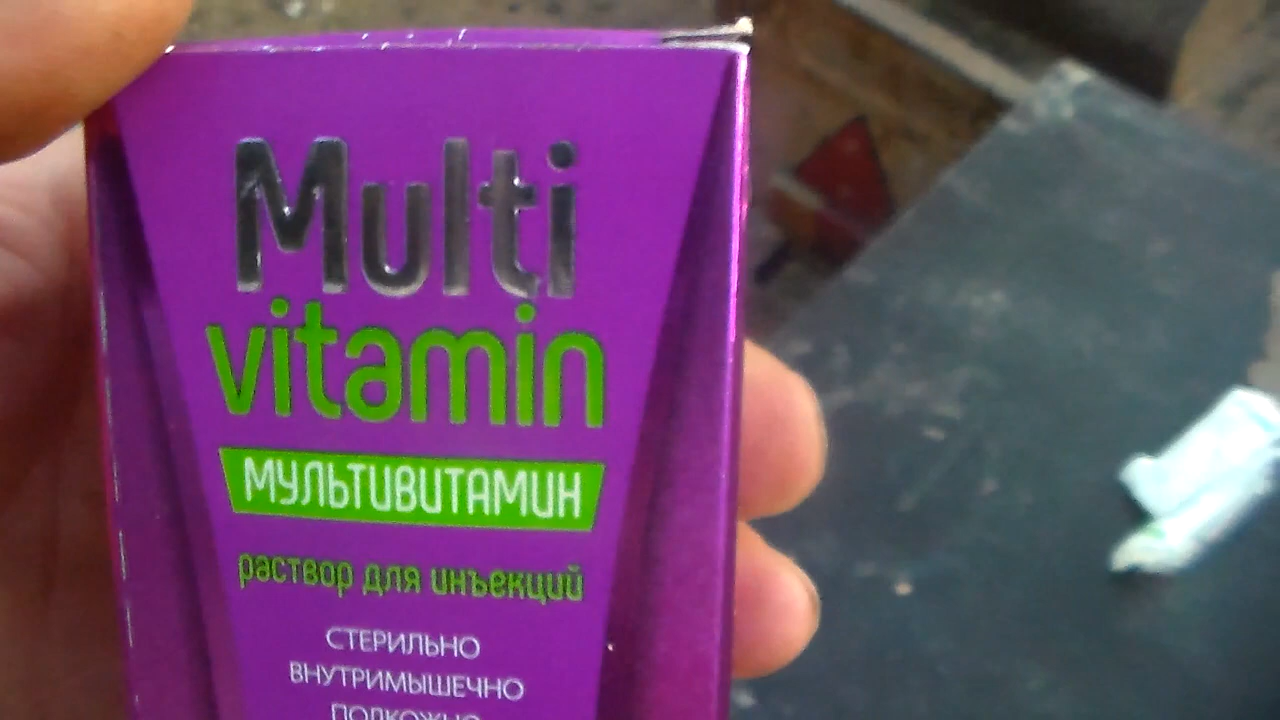 Multi
vitamin
МУЛЬТИВИТАМИН
раствор для инъекций
СТЕРИЛЬНО
ВНУТРИМЫШЕЧНО
ПОДКОЖНО